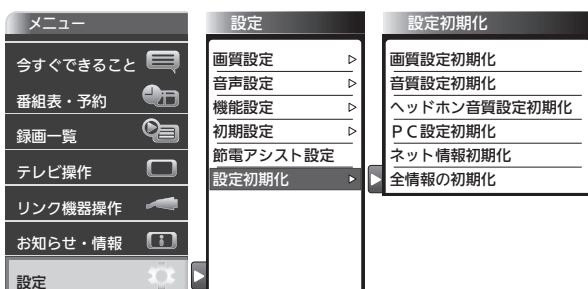 メニュー
今すぐできること
番組表・予約
録画一覧
テレビ操作
リンク機器操作
お知らせ・情報
設定
設定
画質設定
音声設定
機能設定
初期設定
節電アシスト設定
設定初期化
設定初期化
画質設定初期化
音質設定初期化
ヘッドホン音質設定初期化
PC設定初期化
ネット情報初期化
全情報の初期化